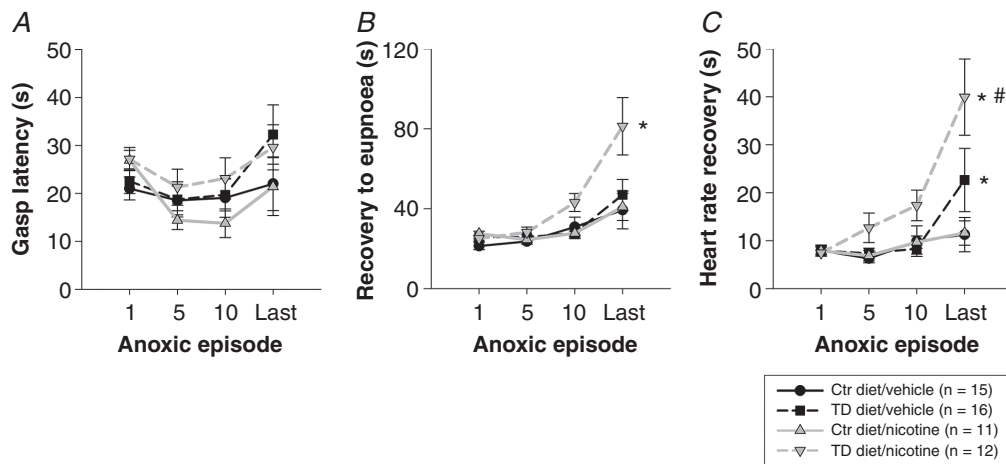 A
Gasp latency (s)
50
40
30
20
10
0
1 5 10 Last
Anoxic episode
B
Recovery to eupnoea (s)
120
80
40
0
*
1 5 10 Last
Anoxic episode
C
Heart rate recovery (s)
50
40
30
20
10
0
* #
*
1 5 10 Last
Anoxic episode
Ctr diet/vehicle (n = 15)
TD diet/vehicle (n = 16)
Ctr diet/nicotine (n = 11)
TD diet/nicotine (n = 12)